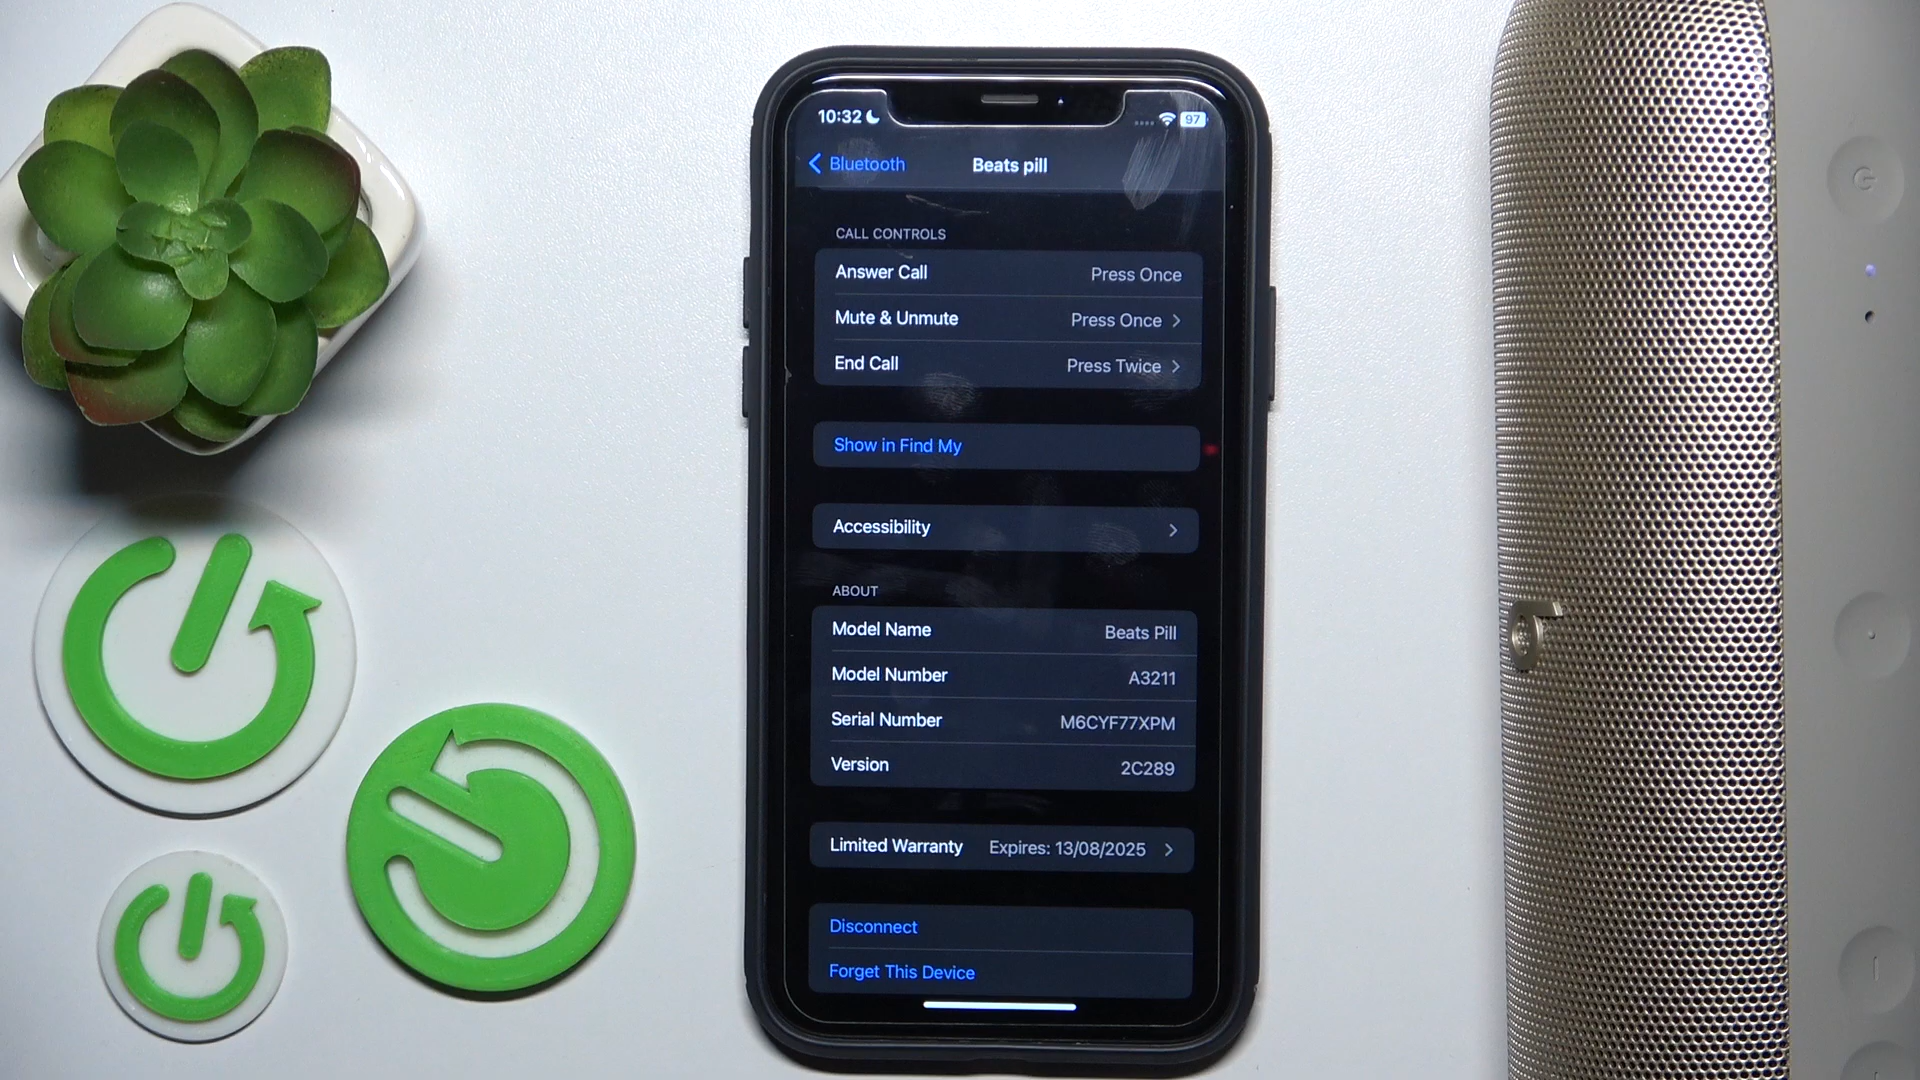 10:32
97
Bluetooth
Beats pill
CALL CONTROLS
Answer Call Press Once
Mute & Unmute Press Once
End Call Press Twice
Show in Find My
Accessibility
ABOUT
Model Name Beats Pill
Model Number A3211
Serial Number M6CYF77XPM
Version 2C289
Limited Warranty Expires: 13/08/2025
Disconnect
Forget This Device